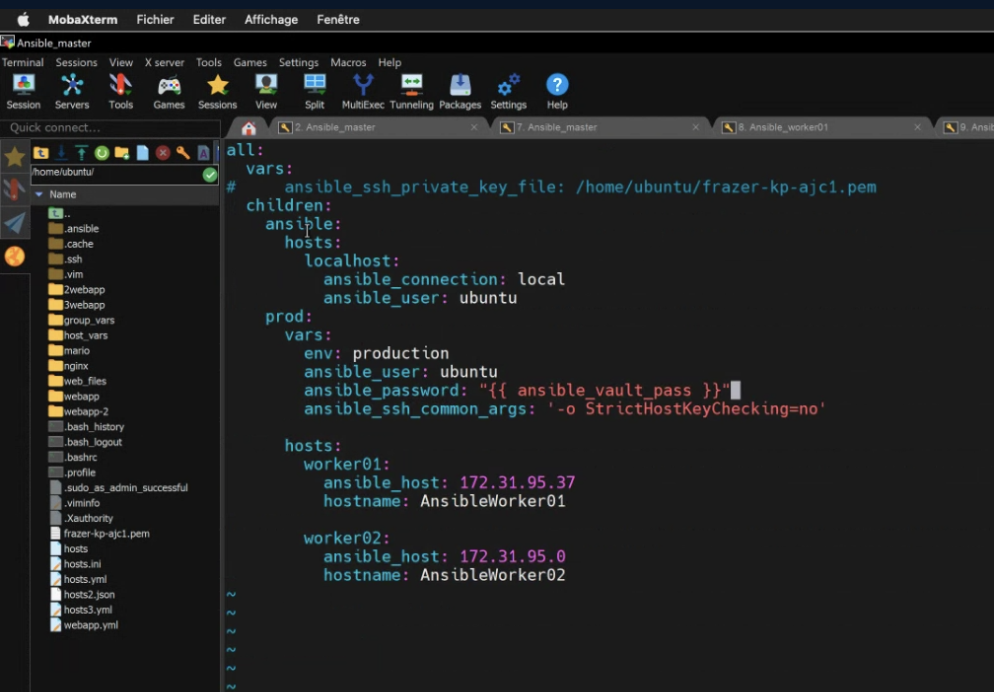 MobaXterm Fichier Editer Affichage Fenêtre
Ansible_master
Terminal Sessions View X server Tools Games Settings Macros Help
Session Servers Tools Games Sessions View Split MultiExec Tunneling Packages Settings Help
Quick connect...
2. Ansible_master
7. Ansible_master
8. Ansible_worker01
9. Ansib
/home/ubuntu/
Name
..
.ansible
.cache
.ssh
.vim
2webapp
3webapp
group_vars
host_vars
mario
nginx
web_files
webapp
webapp-2
.bash_history
.bash_logout
.bashrc
.profile
.sudo_as_admin_successful
.viminfo
.Xauthority
frazer-kp-ajc1.pem
hosts
hosts.ini
hosts.yml
hosts2.json
hosts3.yml
webapp.yml
all:
  vars:
#     ansible_ssh_private_key_file: /home/ubuntu/frazer-kp-ajc1.pem
  children:
    ansible:
      hosts:
        localhost:
          ansible_connection: local
          ansible_user: ubuntu
    prod:
      vars:
        env: production
        ansible_user: ubuntu
        ansible_password: "{{ ansible_vault_pass }}"
        ansible_ssh_common_args: '-o StrictHostKeyChecking=no'
      hosts:
        worker01:
          ansible_host: 172.31.95.37
          hostname: AnsibleWorker01
        worker02:
          ansible_host: 172.31.95.0
          hostname: AnsibleWorker02
~
~
~
~
~
~